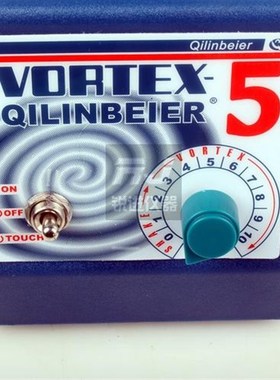 Qilinbeier
VORTEX-5
QILINBEIER®
ON
OFF
TOUCH
VORTEX
SHAKE
0 1 2 3 4 5 6 7 8 9 10